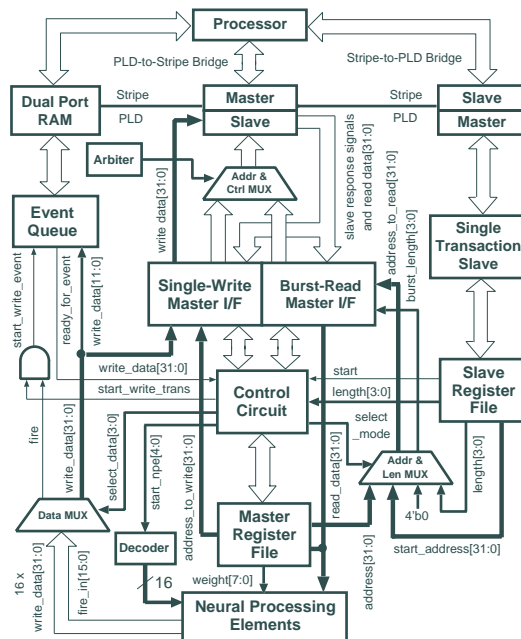 Processor
PLD-to-Stripe Bridge
Stripe-to-PLD Bridge
Dual Port
RAM
Stripe
PLD
Master
Slave
Stripe
PLD
Slave
Master
Arbiter
Addr &
Ctrl MUX
write data[31:0]
slave response signals
and read data[31:0]
address_to_read[31:0]
burst_length[3:0]
Event
Queue
Single
Transaction
Slave
start_write_event
ready_for_event
write_data[11:0]
Single-Write
Master I/F
Burst-Read
Master I/F
write_data[31:0]
start_write_trans
Control
Circuit
start
length[3:0]
Slave
Register
File
select
_mode
fire
write_data[31:0]
select_data[3:0]
start_npe[4:0]
address_to_write[31:0]
read_data[31:0]
Addr &
Len MUX
length[3:0]
4'b0
Data MUX
Decoder
Master
Register
File
start_address[31:0]
address[31:0]
16 x
write_data[31:0]
fire_in[15:0]
16
weight[7:0]
Neural Processing
Elements